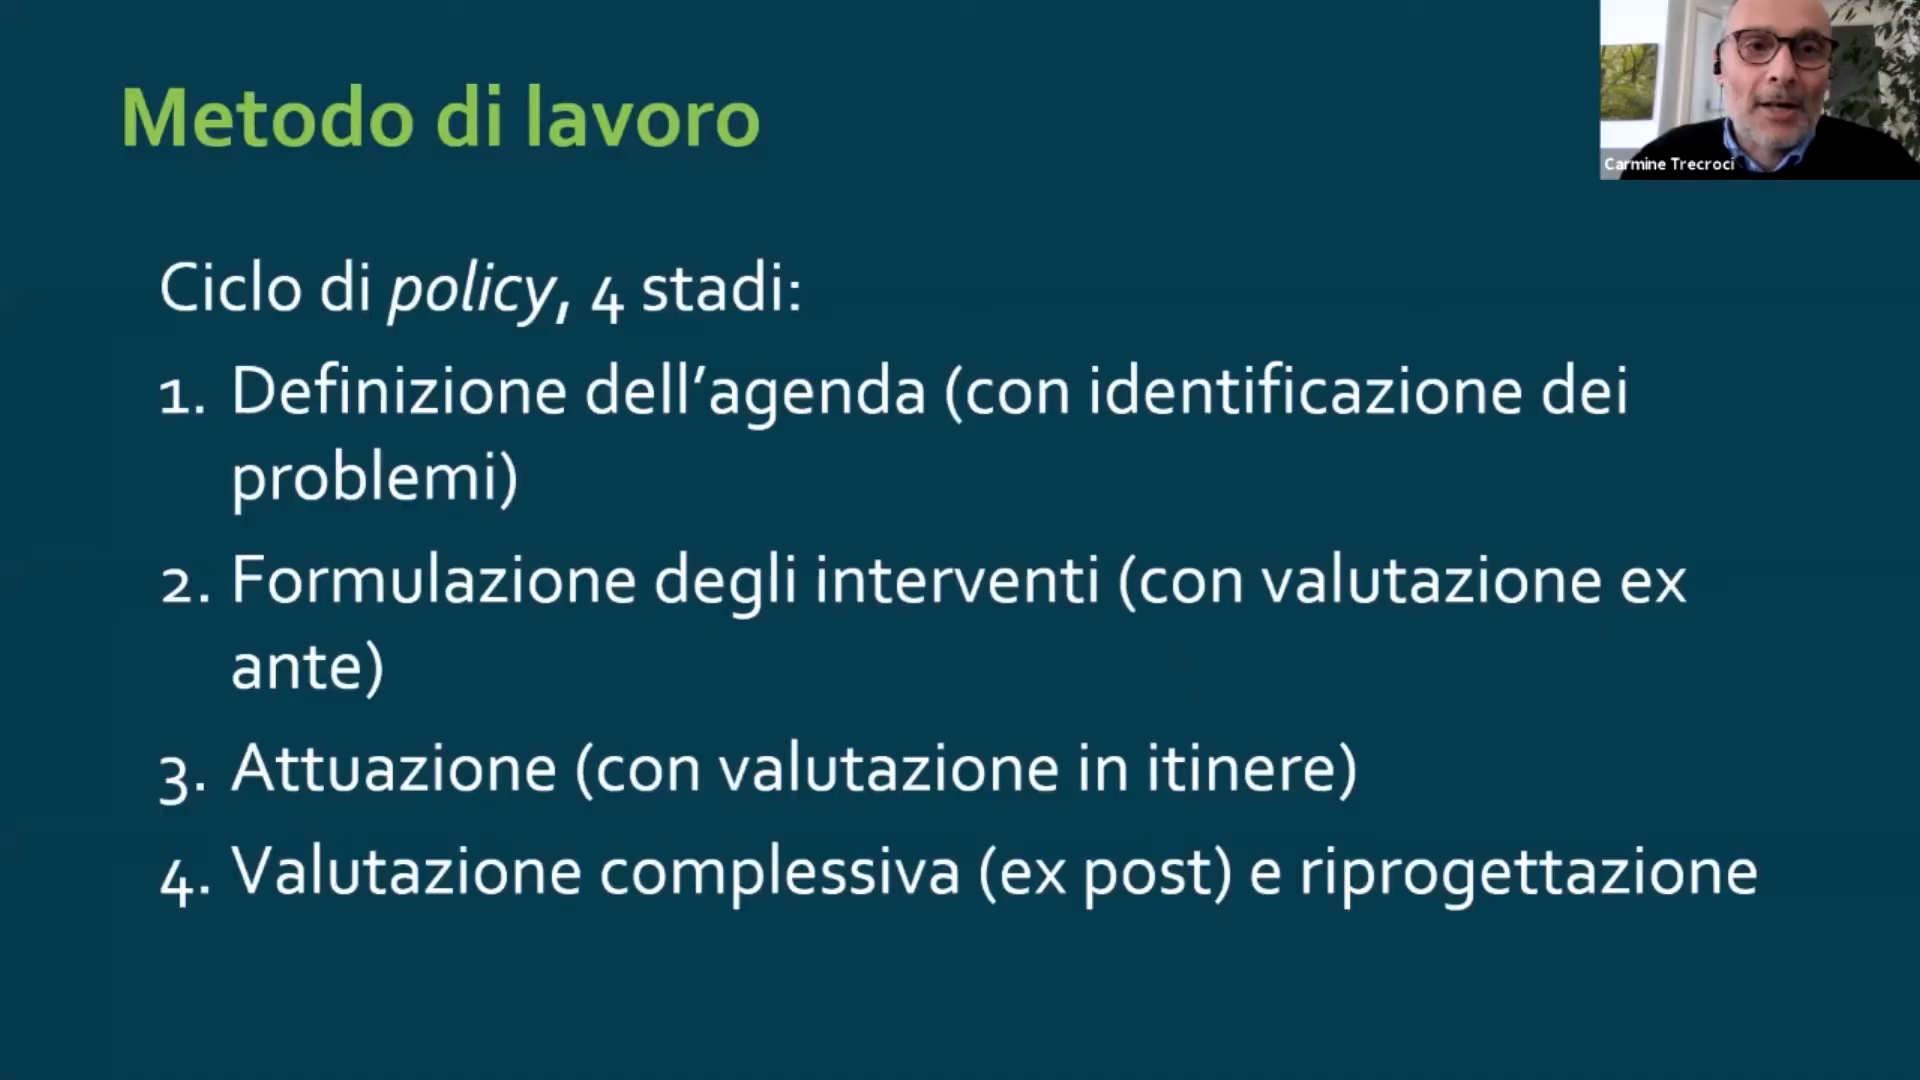 Metodo di lavoro
Carmine Trecroci
Ciclo di policy, 4 stadi:
1. Definizione dell’agenda (con identificazione dei
problemi)
2. Formulazione degli interventi (con valutazione ex
ante)
3. Attuazione (con valutazione in itinere)
4. Valutazione complessiva (ex post) e riprogettazione